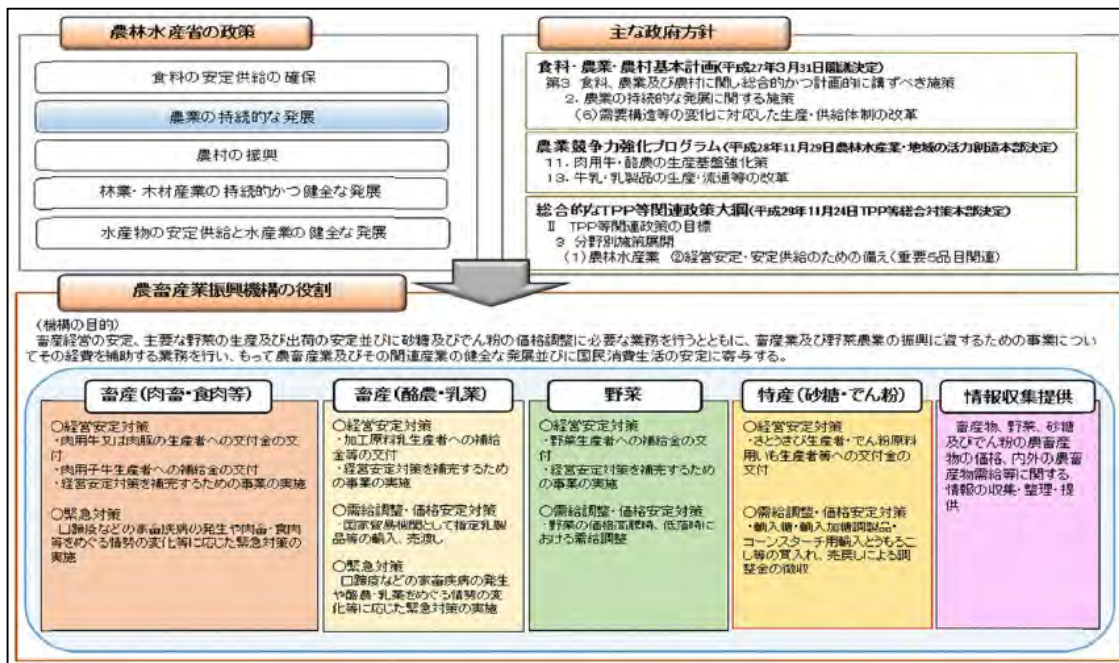 農林水産省の政策
食料の安定供給の確保
農業の持続的な発展
農村の振興
林業・木材産業の持続的かつ健全な発展
水産物の安定供給と水産業の健全な発展
主な政府方針
食料・農業・農村基本計画(平成27年3月31日閣議決定)
第3 食料、農業及び農村に関し総合的かつ計画的に講ずべき施策
2. 農業の持続的な発展に関する施策
(6)需要構造等の変化に対応した生産・供給体制の改革
農業競争力強化プログラム(平成28年11月29日農林水産業・地域の活力創造本部決定)
11. 肉用牛・酪農の生産基盤強化策
13. 牛乳・乳製品の生産・流通等の改革
総合的なTPP等関連政策大綱(平成29年11月24日TPP等総合対策本部決定)
Ⅱ TPP等関連政策の目標
3 分野別施策展開
(1)農林水産業 ②経営安定・安定供給のための備え(重要5品目関連)
農畜産業振興機構の役割
(機構の目的)
畜産経営の安定、主要な野菜の生産及び出荷の安定並びに砂糖及びでん粉の価格調整に必要な業務を行うとともに、畜産業及び野菜農業の振興に資するための事業につい
てその経費を補助する業務を行い、もって農畜産業及びその関連産業の健全な発展並びに国民消費生活の安定に寄与する。
畜産(肉畜・食肉等)
○経営安定対策
・肉用牛又は肉豚の生産者への交付金の交
付
・肉用子牛生産者への補給金の交付
・経営安定対策を補完するための事業の実施
○緊急対策
口蹄疫などの家畜疾病の発生や肉畜・食肉
等をめぐる情勢の変化等に応じた緊急対策の
実施
畜産(酪農・乳業)
○経営安定対策
・加工原料乳生産者への補給
金等の交付
・経営安定対策を補完するため
の事業の実施
○需給調整・価格安定対策
・国家貿易機関として指定乳製
品等の輸入、売渡し
○緊急対策
口蹄疫などの家畜疾病の発生
や酪農・乳業をめぐる情勢の変
化等に応じた緊急対策の実施
野菜
○経営安定対策
・野菜生産者への補給金の交
付
・経営安定対策を補完するため
の事業の実施
○需給調整・価格安定対策
・野菜の価格高騰時、低落時に
おける需給調整
特産(砂糖・でん粉)
○経営安定対策
・さとうきび生産者・でん粉原料
用いも生産者等への交付金の
交付
○需給調整・価格安定対策
・輸入糖・輸入加糖調製品・
コーンスターチ用輸入とうもろ
こし等の買入れ、売戻しによる調
整金の徴収
情報収集提供
畜産物、野菜、砂糖
及びでん粉の農畜産
物の価格、内外の農畜
産物需給等に関する
情報の収集・整理・提
供